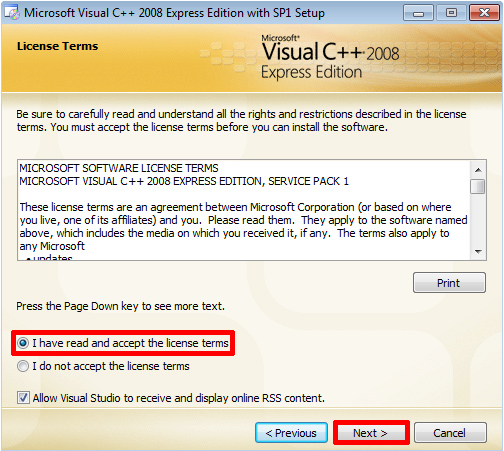 Microsoft Visual C++ 2008 Express Edition with SP1 Setup
License Terms
Microsoft®
Visual C++ 2008
Express Edition
Be sure to carefully read and understand all the rights and restrictions described in the license
terms. You must accept the license terms before you can install the software.
MICROSOFT SOFTWARE LICENSE TERMS
MICROSOFT VISUAL C++ 2008 EXPRESS EDITION, SERVICE PACK 1
These license terms are an agreement between Microsoft Corporation (or based on where
you live, one of its affiliates) and you. Please read them. They apply to the software named
above, which includes the media on which you received it, if any. The terms also apply to
any Microsoft
• updates
Print
Press the Page Down key to see more text.
I have read and accept the license terms
I do not accept the license terms
Allow Visual Studio to receive and display online RSS content.
< Previous
Next >
Cancel